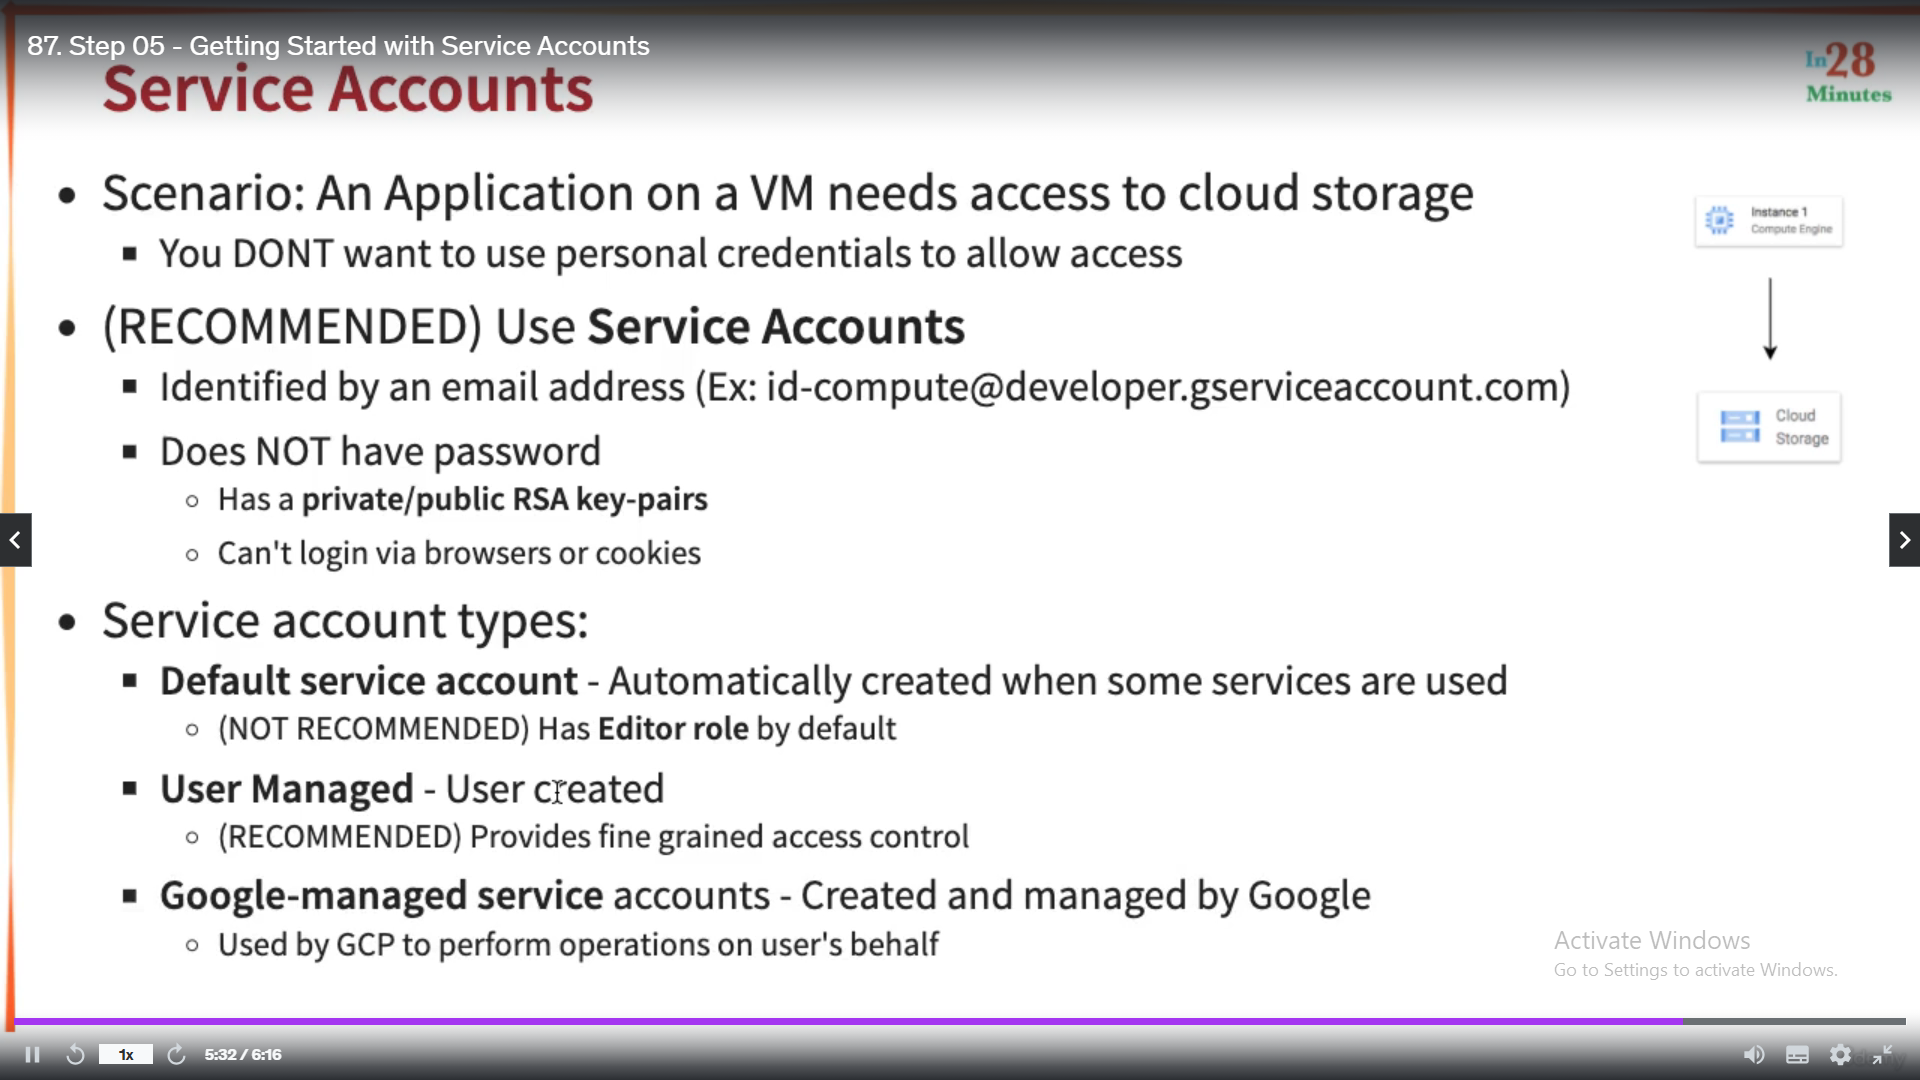 87. Step 05 - Getting Started with Service Accounts
Service Accounts
In 28
Minutes
• Scenario: An Application on a VM needs access to cloud storage
▪ You DONT want to use personal credentials to allow access
• (RECOMMENDED) Use Service Accounts
▪ Identified by an email address (Ex: id-compute@developer.gserviceaccount.com)
▪ Does NOT have password
○ Has a private/public RSA key-pairs
○ Can't login via browsers or cookies
• Service account types:
▪ Default service account - Automatically created when some services are used
○ (NOT RECOMMENDED) Has Editor role by default
▪ User Managed - User created
○ (RECOMMENDED) Provides fine grained access control
▪ Google-managed service accounts - Created and managed by Google
○ Used by GCP to perform operations on user's behalf
Instance 1
Compute Engine
Cloud
Storage
Activate Windows
Go to Settings to activate Windows.
1x
5:32 / 6:16